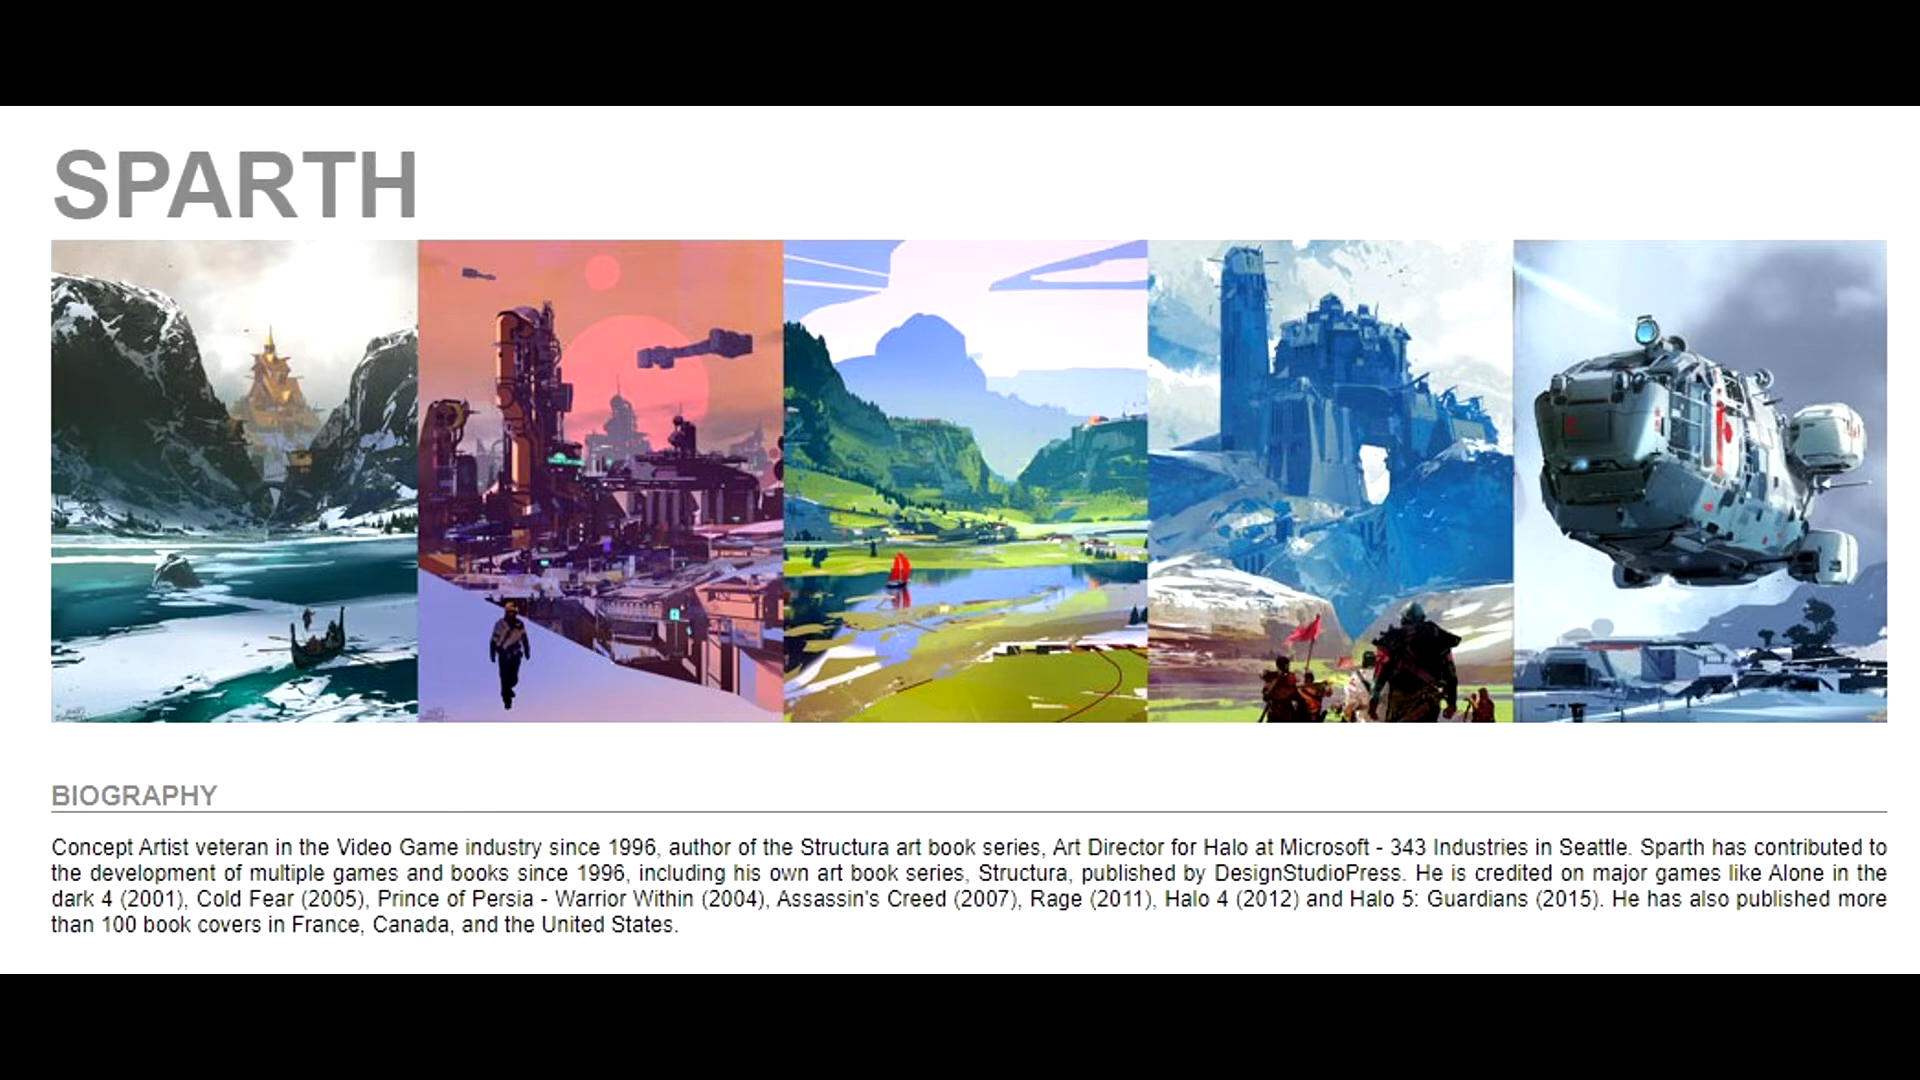 SPARTH
BIOGRAPHY
Concept Artist veteran in the Video Game industry since 1996, author of the Structura art book series, Art Director for Halo at Microsoft - 343 Industries in Seattle. Sparth has contributed to
the development of multiple games and books since 1996, including his own art book series, Structura, published by DesignStudioPress. He is credited on major games like Alone in the
dark 4 (2001), Cold Fear (2005), Prince of Persia - Warrior Within (2004), Assassin's Creed (2007), Rage (2011), Halo 4 (2012) and Halo 5: Guardians (2015). He has also published more
than 100 book covers in France, Canada, and the United States.